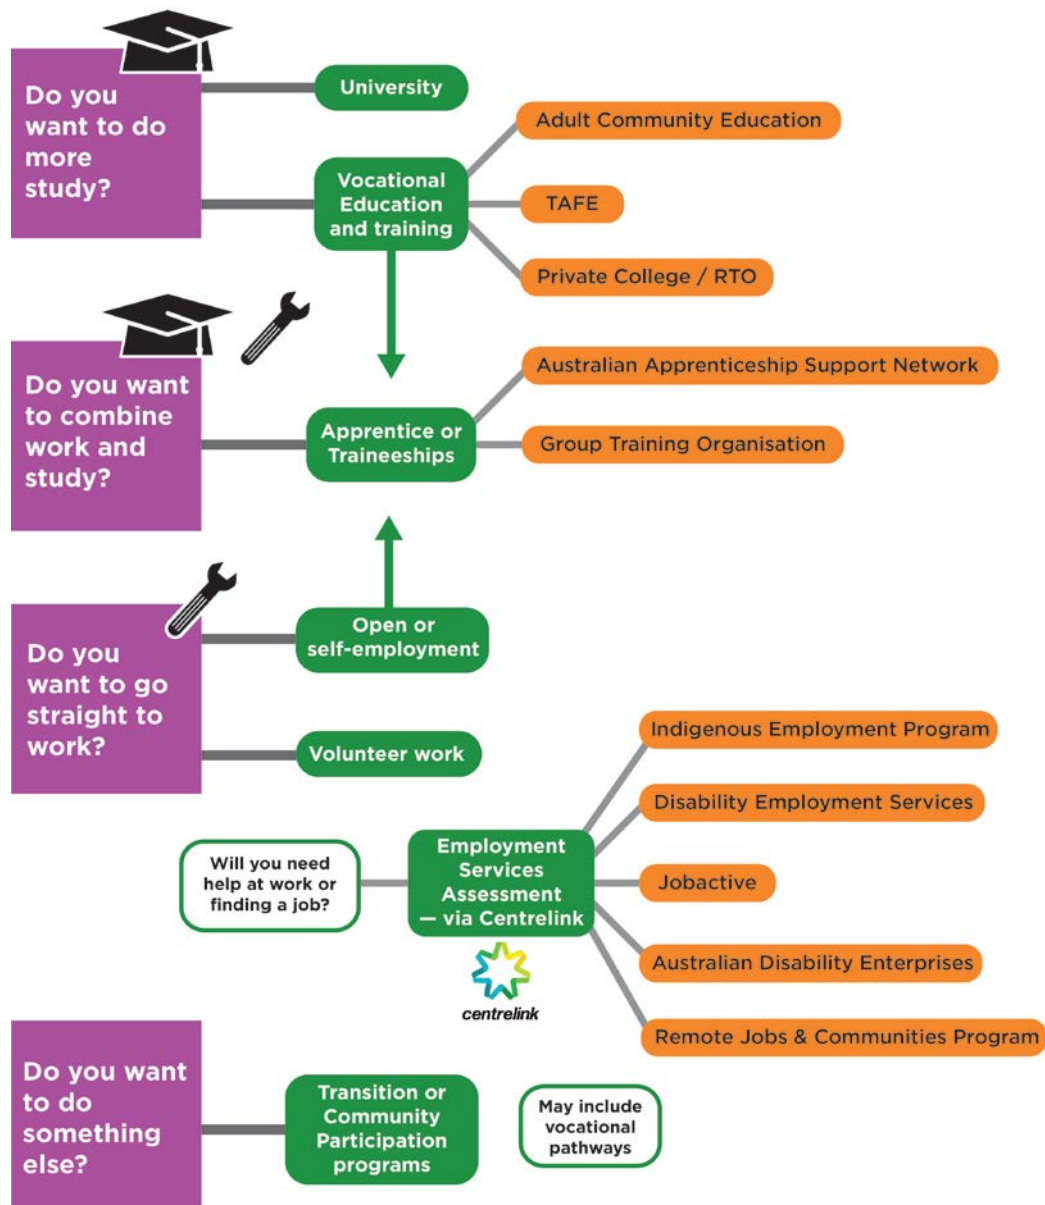 Do you
want to do
more
study?
University
Vocational
Education
and training
Adult Community Education
TAFE
Private College / RTO
Do you want
to combine
work and
study?
Apprentice or
Traineeships
Australian Apprenticeship Support Network
Group Training Organisation
Do you
want to go
straight to
work?
Open or
self-employment
Volunteer work
Will you need
help at work or
finding a job?
Employment
Services
Assessment
— via Centrelink
centrelink
Indigenous Employment Program
Disability Employment Services
Jobactive
Australian Disability Enterprises
Remote Jobs & Communities Program
Do you want
to do
something
else?
Transition or
Community
Participation
programs
May include
vocational
pathways